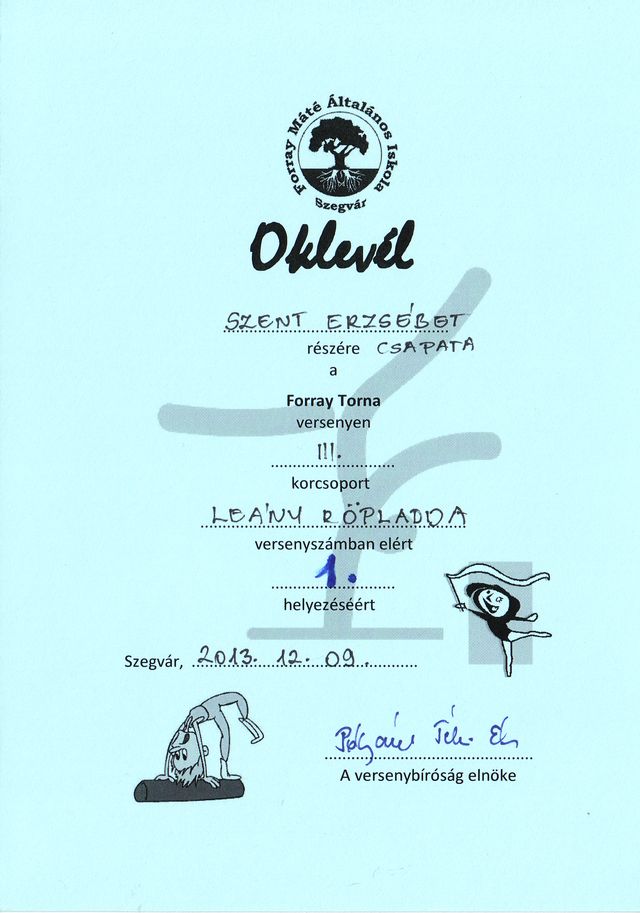 Forray Máté Általános Iskola
Szegvár
Oklevél
SZENT ERZSÉBET
részére CSAPATA
a
Forray Torna
versenyen
III.
korcsoport
LEÁNY RÖPLABDA
versenyszámban elért
1.
helyezéséért
Szegvár, 2013. 12. 09.
A versenybíróság elnöke